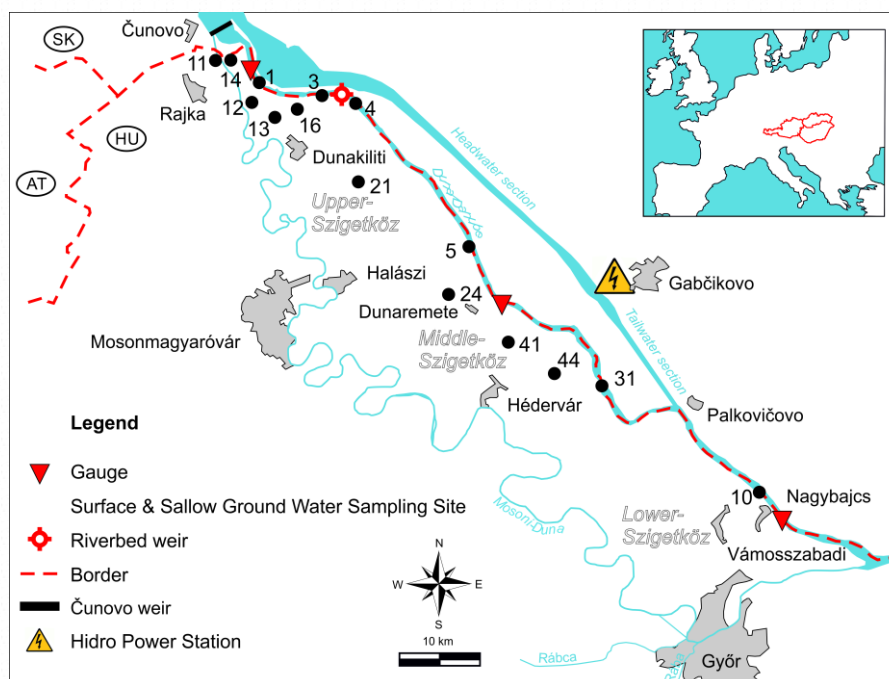 SK
Čunovo
11
14
1
3
4
12
16
13
Rajka
HU
AT
Dunakiliti
21
Upper-
Szigetköz
Headwater section
5
Halászi
24
Dunaremete
Gabčikovo
Mosonmagyaróvár
Middle-
Szigetköz
41
44
31
Tailwater section
Hédervár
Palkovičovo
Legend
Gauge
Surface & Sallow Ground Water Sampling Site
Riverbed weir
Border
Čunovo weir
Hidro Power Station
Mosoni-Duna
10
Nagybajcs
Lower-
Szigetköz
Vámosszabadi
N
W
E
S
10 km
Rábca
Győr